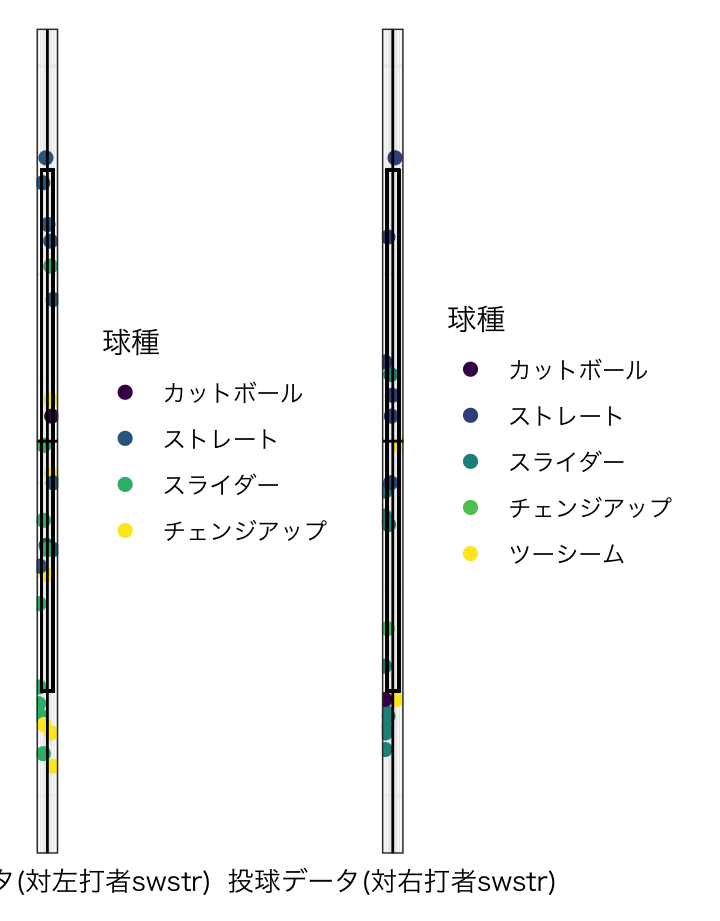 球種
カットボール
ストレート
スライダー
チェンジアップ
球種
カットボール
ストレート
スライダー
チェンジアップ
ツーシーム
タ(対左打者swstr)
投球データ(対右打者swstr)